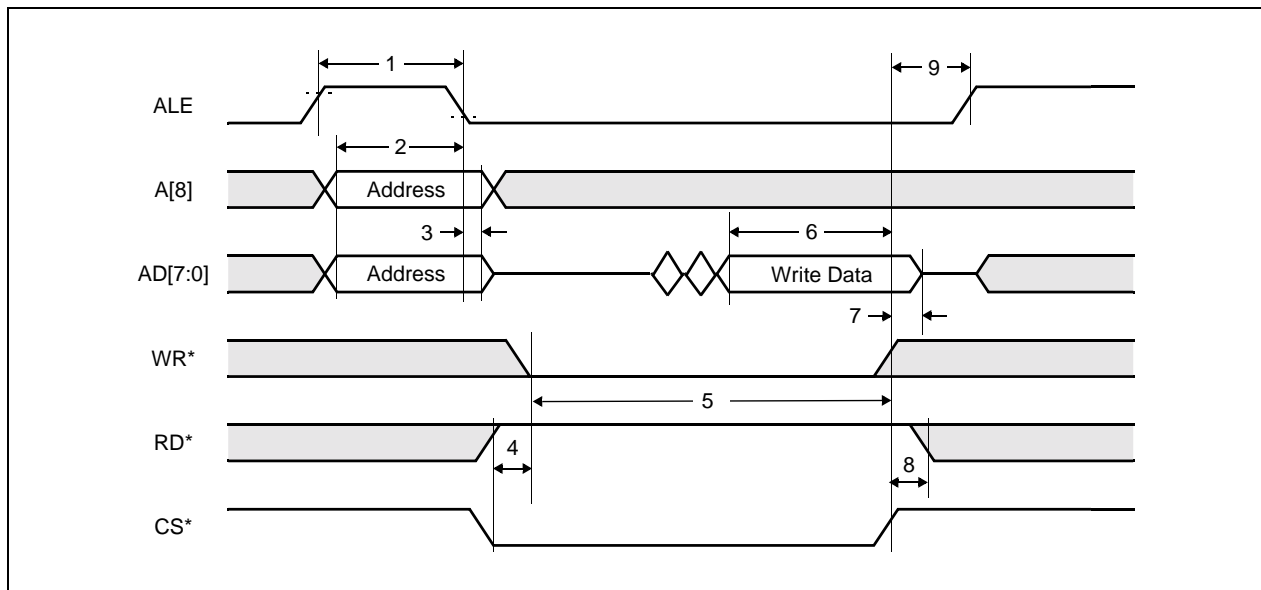 1
9
ALE
2
A[8]
Address
3
6
AD[7:0]
Address
Write Data
7
WR*
5
RD*
4
8
CS*